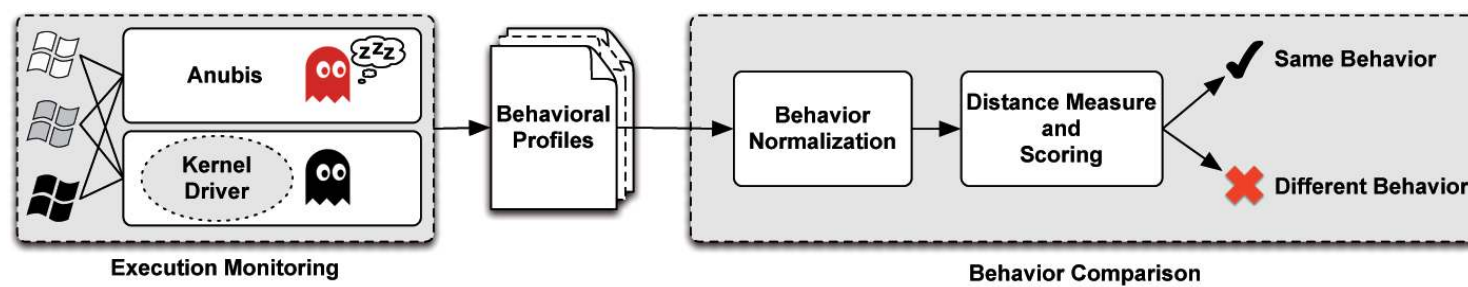 Anubis
zzz
Kernel
Driver
Execution Monitoring
Behavioral
Profiles
Behavior
Normalization
Distance Measure
and
Scoring
Same Behavior
Different Behavior
Behavior Comparison